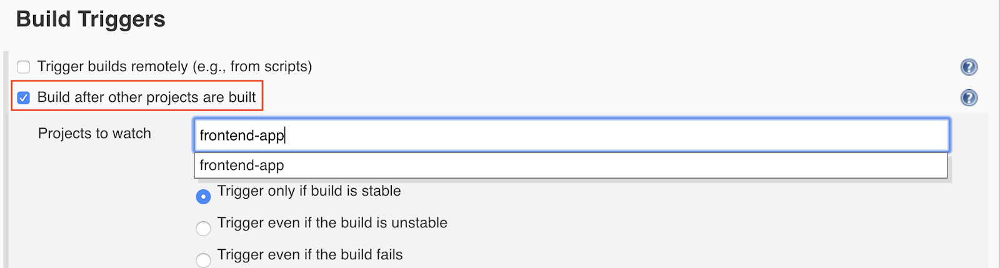 Build Triggers
Trigger builds remotely (e.g., from scripts)
?
Build after other projects are built
?
Projects to watch
frontend-app
frontend-app
Trigger only if build is stable
Trigger even if the build is unstable
Trigger even if the build fails